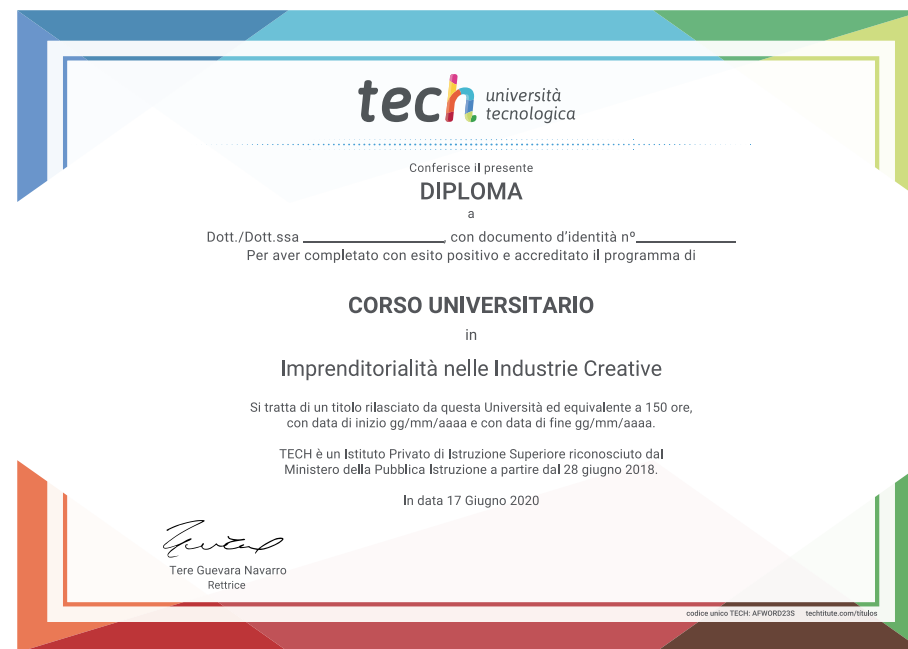 tech università
tecnologica
Conferisce il presente
DIPLOMA
a
Dott./Dott.ssa ____________________, con documento d'identità nº______________
Per aver completato con esito positivo e accreditato il programma di
CORSO UNIVERSITARIO
in
Imprenditorialità nelle Industrie Creative
Si tratta di un titolo rilasciato da questa Università ed equivalente a 150 ore,
con data di inizio gg/mm/aaaa e con data di fine gg/mm/aaaa.
TECH è un Istituto Privato di Istruzione Superiore riconosciuto dal
Ministero della Pubblica Istruzione a partire dal 28 giugno 2018.
In data 17 Giugno 2020
Tere Guevara Navarro
Rettrice
codice unico TECH: AFWORD23S techtitute.com/titulos